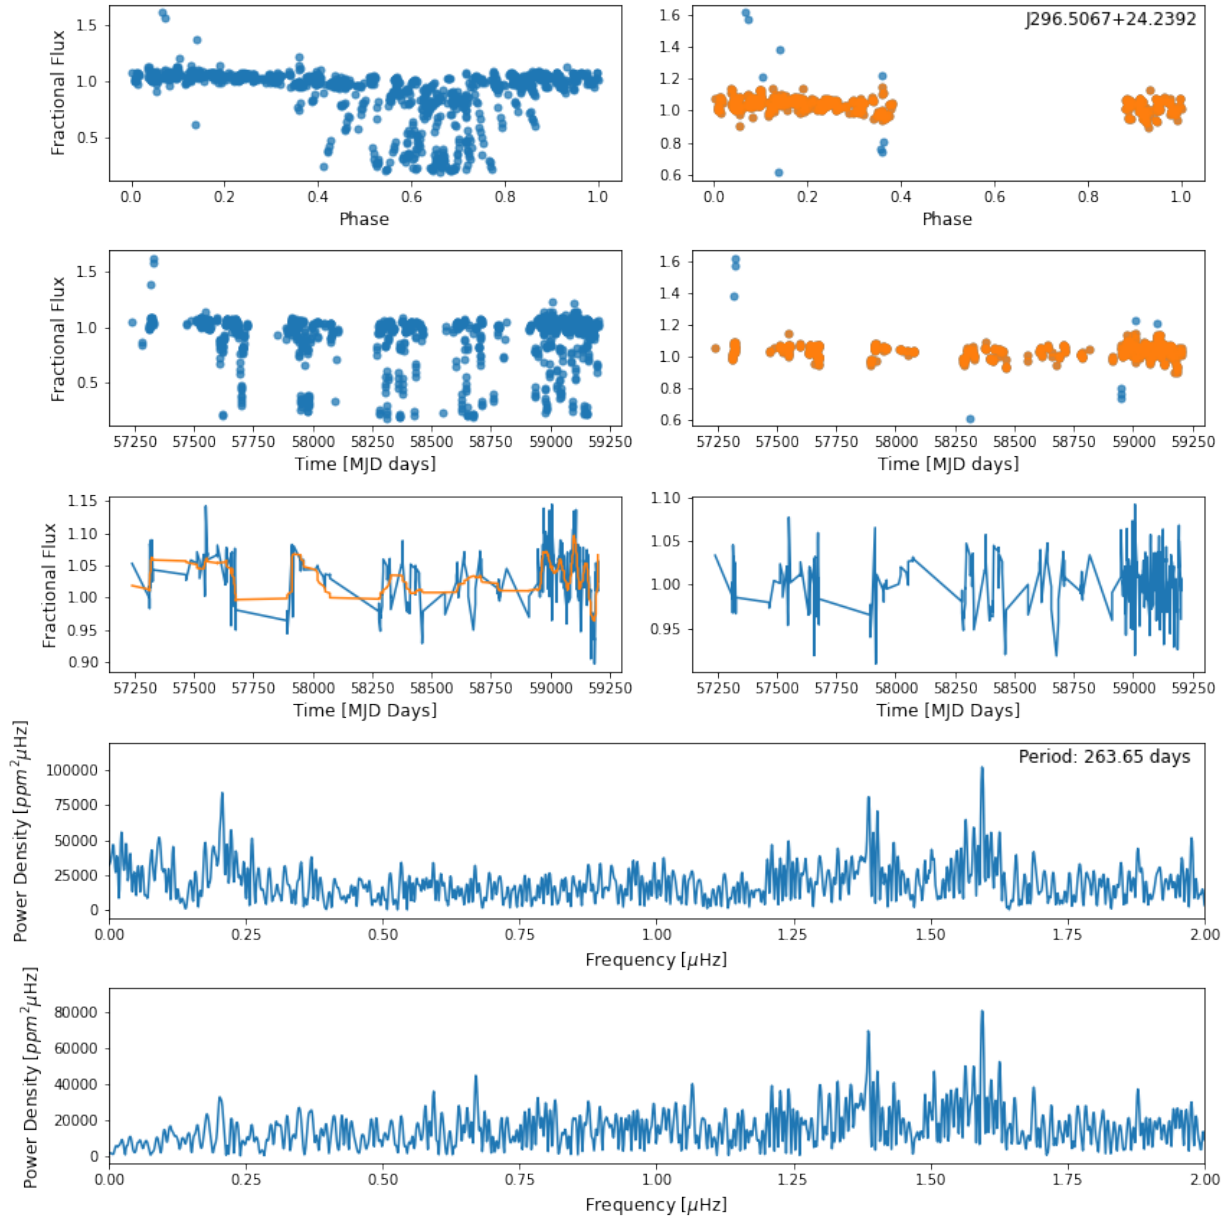 J296.5067+24.2392
Fractional Flux
1.5
1.0
0.5
0.0 0.2 0.4 0.6 0.8 1.0
Phase
1.6
1.4
1.2
1.0
0.8
0.6
0.0 0.2 0.4 0.6 0.8 1.0
Phase
Fractional Flux
1.5
1.0
0.5
57250 57500 57750 58000 58250 58500 58750 59000 59250
Time [MJD days]
1.6
1.4
1.2
1.0
0.8
0.6
57250 57500 57750 58000 58250 58500 58750 59000 59250
Time [MJD days]
Fractional Flux
1.15
1.10
1.05
1.00
0.95
0.90
57250 57500 57750 58000 58250 58500 58750 59000 59250
Time [MJD Days]
1.10
1.05
1.00
0.95
57250 57500 57750 58000 58250 58500 58750 59000 59250
Time [MJD Days]
Power Density [ppm²μHz]
Period: 263.65 days
100000
75000
50000
25000
0
0.00 0.25 0.50 0.75 1.00 1.25 1.50 1.75 2.00
Frequency [μHz]
Power Density [ppm²μHz]
80000
60000
40000
20000
0
0.00 0.25 0.50 0.75 1.00 1.25 1.50 1.75 2.00
Frequency [μHz]